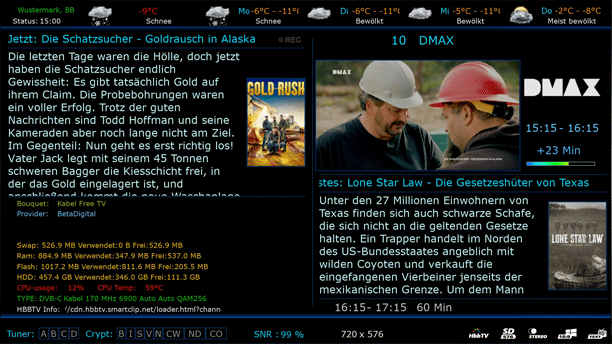 Wustermark, BB
Status: 15:00
-9°C
Schnee
Mo -6°C - -11°(
Schnee
Di -6°C - -11°(
Bewölkt
Mi -5°C - -11°(
Bewölkt
Do -2°C - -8°C
Meist bewölkt
Jetzt: Die Schatzsucher - Goldrausch in Alaska
REC
Die letzten Tage waren die Hölle, doch jetzt
haben die Schatzsucher endlich
Gewissheit: Es gibt tatsächlich Gold auf
ihrem Claim. Die Probebohrungen waren
ein voller Erfolg. Trotz der guten
Nachrichten sind Todd Hoffman und seine
Kameraden aber noch lange nicht am Ziel.
Im Gegenteil: Nun geht es erst richtig los!
Vater Jack legt mit seinem 45 Tonnen
schweren Bagger die Kiesschicht frei, in
der das Gold eingelagert ist, und
anschließend kommt die neue Waschanlage
GOLD RUSH
Bouquet: Kabel Free TV
Provider: BetaDigital
Swap: 526.9 MB Verwendet:0 B Frei:526.9 MB
Ram: 884.9 MB Verwendet:347.9 MB Frei:537.0 MB
Flash: 1017.2 MB Verwendet:811.6 MB Frei:205.5 MB
HDD: 457.4 GB Verwendet:346.0 GB Frei:111.3 GB
CPU-usage: 12% CPU Temp: 59°C
TYPE: DVB-C Kabel 170 MHz 6900 Auto Auto QAM256
HBBTV Info: '/cdn.hbbtv.smartclip.net/loader.html?chann
10 DMAX
DMAX
DMAX
15:15- 16:15
+23 Min
stes: Lone Star Law - Die Gesetzeshüter von Texas
Unter den 27 Millionen Einwohnern von
Texas finden sich auch schwarze Schafe,
die sich nicht an die geltenden Gesetze
halten. Ein Trapper handelt im Norden
des US-Bundesstaates angeblich mit
wilden Coyoten und verkauft die
eingefangenen Vierbeiner jenseits der
mexikanischen Grenze. Um dem Mann
LONE STAR LAW
16:15- 17:15 60 Min
Tuner: A B C D Crypt: B I S V N CW ND CO SNR : 99 % 720 x 576
HbbTV
SD
STEREO